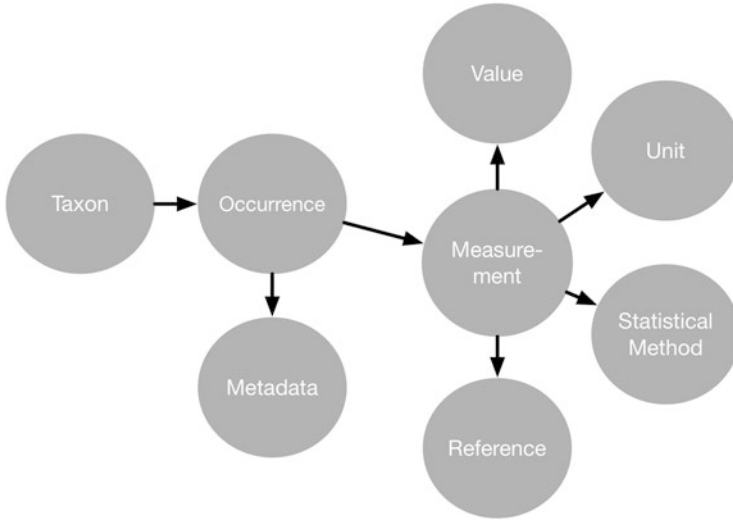 Value
Unit
Taxon
Occurrence
Measure-
ment
Statistical
Method
Metadata
Reference